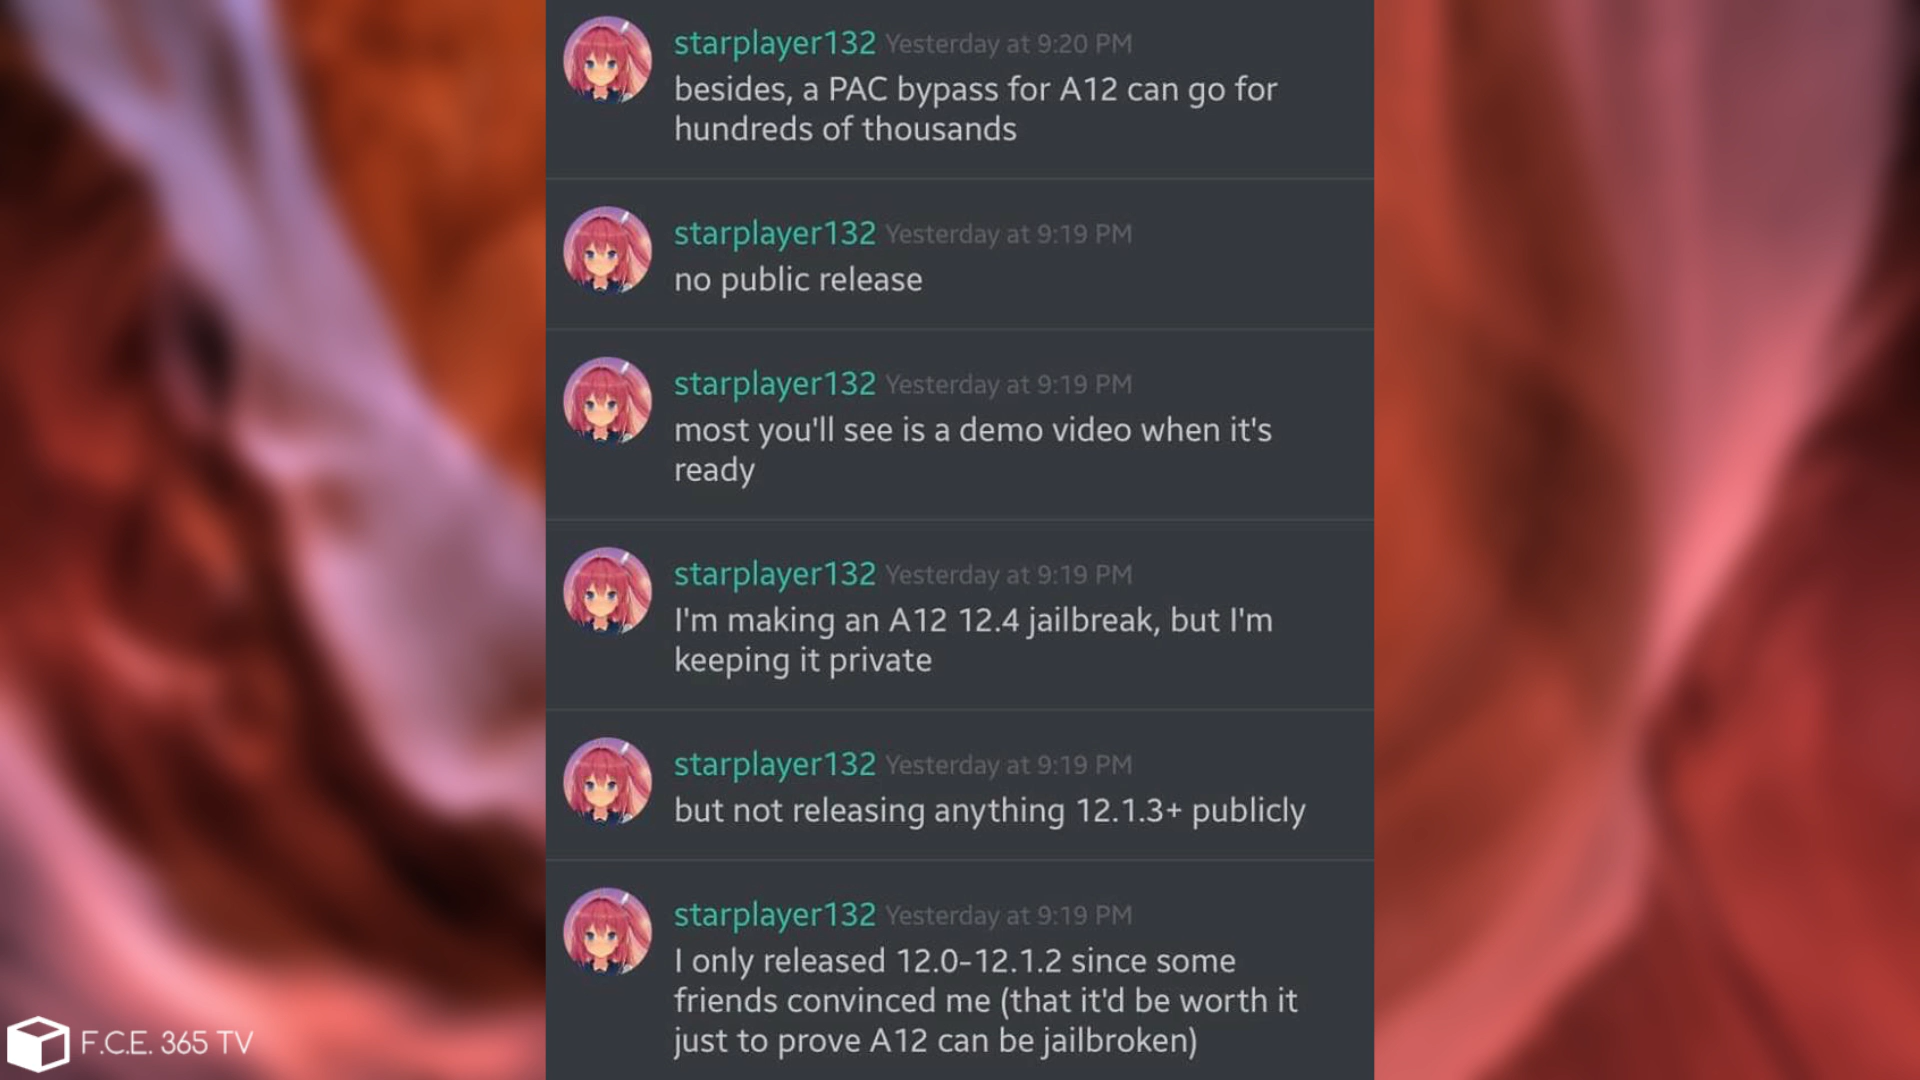 starplayer132 Yesterday at 9:20 PM
besides, a PAC bypass for A12 can go for
hundreds of thousands
starplayer132 Yesterday at 9:19 PM
no public release
starplayer132 Yesterday at 9:19 PM
most you'll see is a demo video when it's
ready
starplayer132 Yesterday at 9:19 PM
I'm making an A12 12.4 jailbreak, but I'm
keeping it private
starplayer132 Yesterday at 9:19 PM
but not releasing anything 12.1.3+ publicly
starplayer132 Yesterday at 9:19 PM
I only released 12.0-12.1.2 since some
friends convinced me (that it'd be worth it
just to prove A12 can be jailbroken)
F.C.E. 365 TV